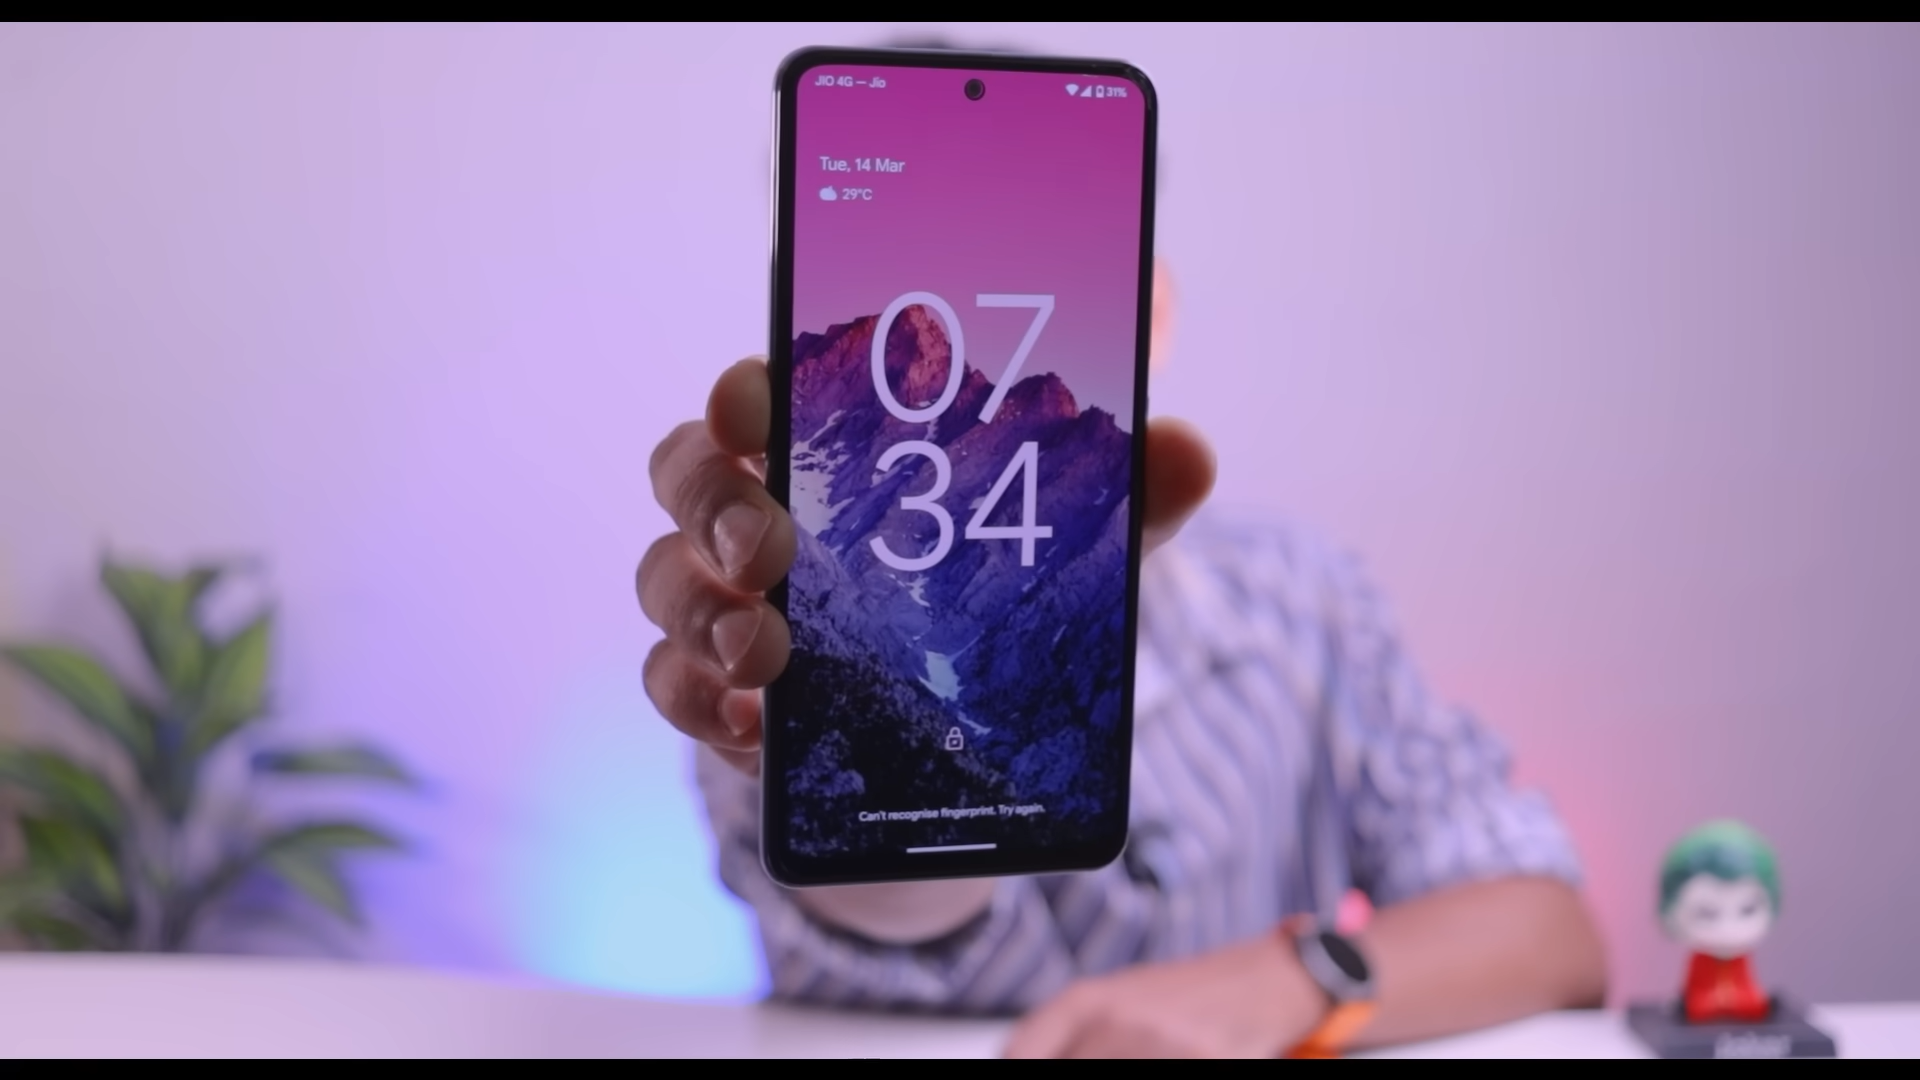 JIO 4G — Jio
31%
Tue, 14 Mar
29°C
07
34
Can't recognise fingerprint. Try again.